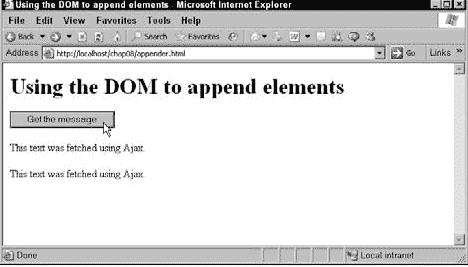 Using the DOM to append elements - Microsoft Internet Explorer
File Edit View Favorites Tools Help
Back Search Favorites
Address http://localhost/chap08/appender.html Go Links »
Using the DOM to append elements
Get the message
This text was fetched using Ajax.
This text was fetched using Ajax.
Done Local intranet